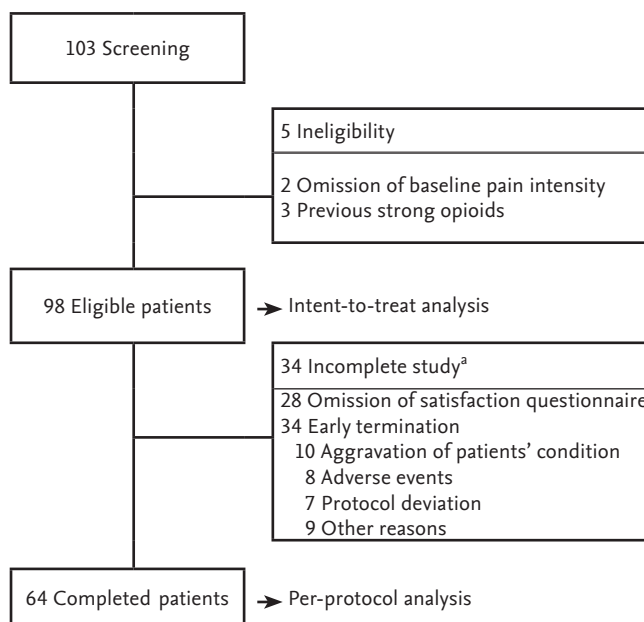 103 Screening
5 Ineligibility
2 Omission of baseline pain intensity
3 Previous strong opioids
98 Eligible patients
Intent-to-treat analysis
34 Incomplete studyᵃ
28 Omission of satisfaction questionnaire
34 Early termination
10 Aggravation of patients’ condition
8 Adverse events
7 Protocol deviation
9 Other reasons
64 Completed patients
Per-protocol analysis